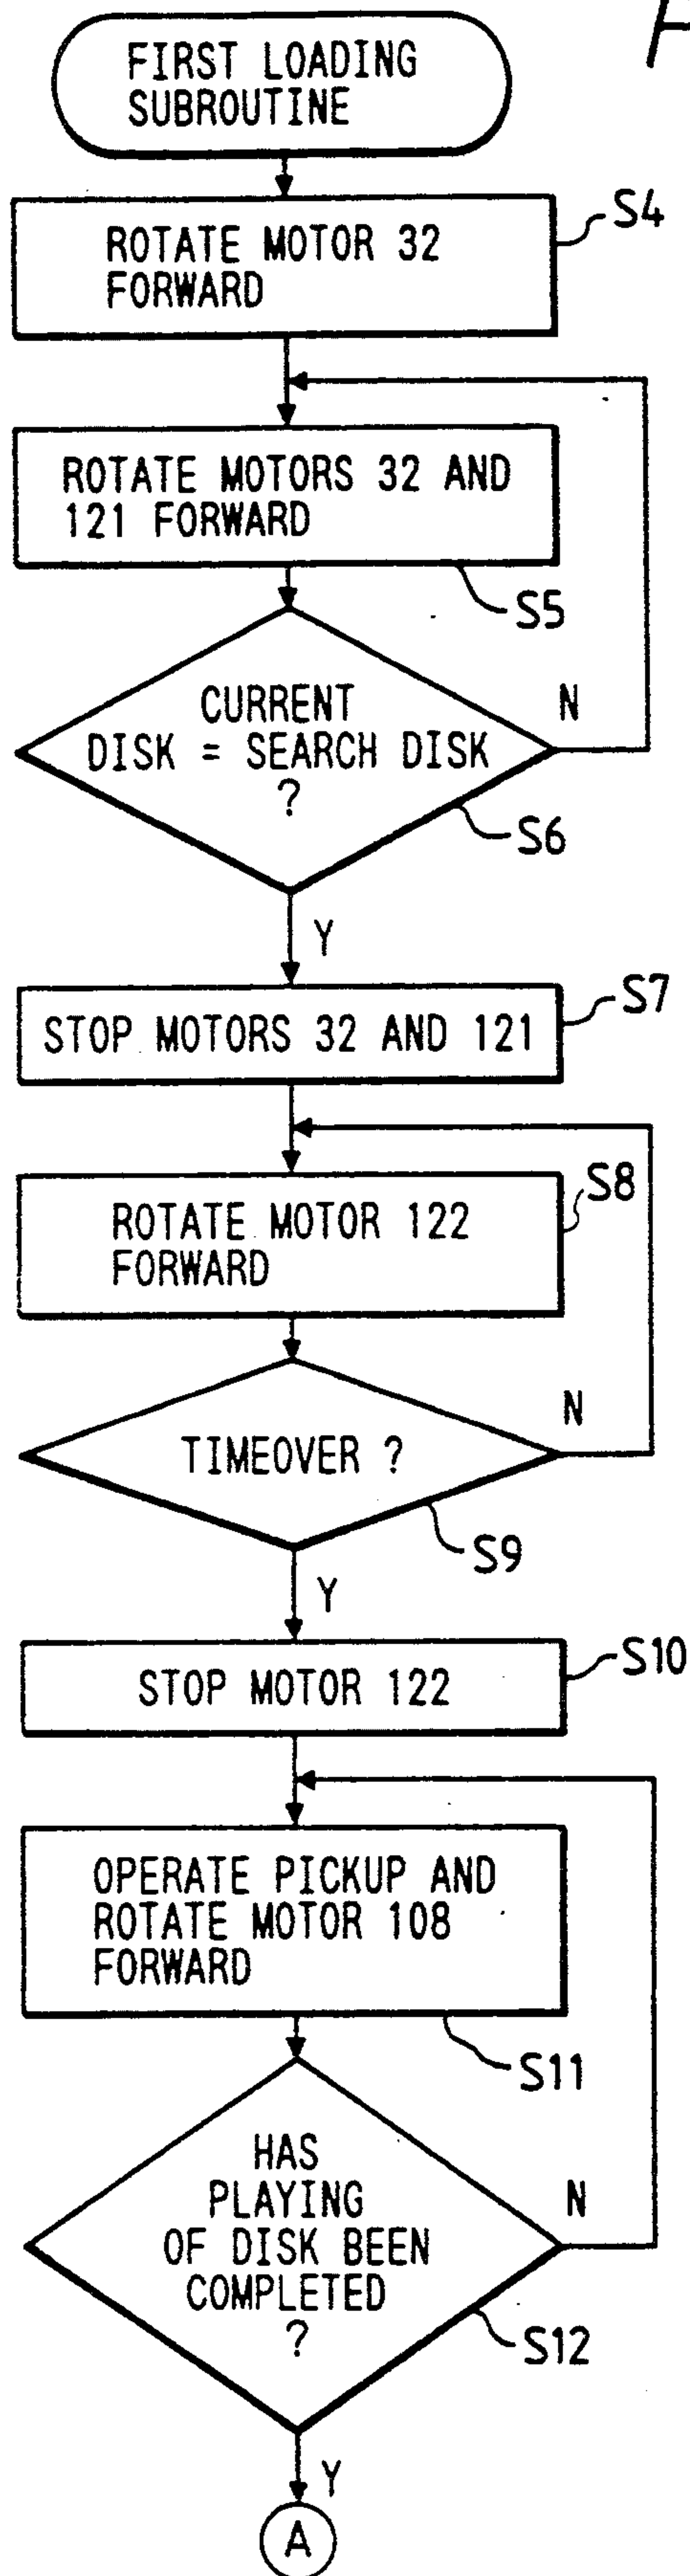 FIRST LOADING
SUBROUTINE
S4
ROTATE MOTOR 32
FORWARD
ROTATE MOTORS 32 AND
121 FORWARD
S5
CURRENT
DISK = SEARCH DISK
?
N
S6
Y
S7
STOP MOTORS 32 AND 121
S8
ROTATE MOTOR 122
FORWARD
N
TIMEOVER ?
S9
Y
S10
STOP MOTOR 122
OPERATE PICKUP AND
ROTATE MOTOR 108
FORWARD
S11
HAS
PLAYING
OF DISK BEEN
COMPLETED
?
N
S12
Y
A